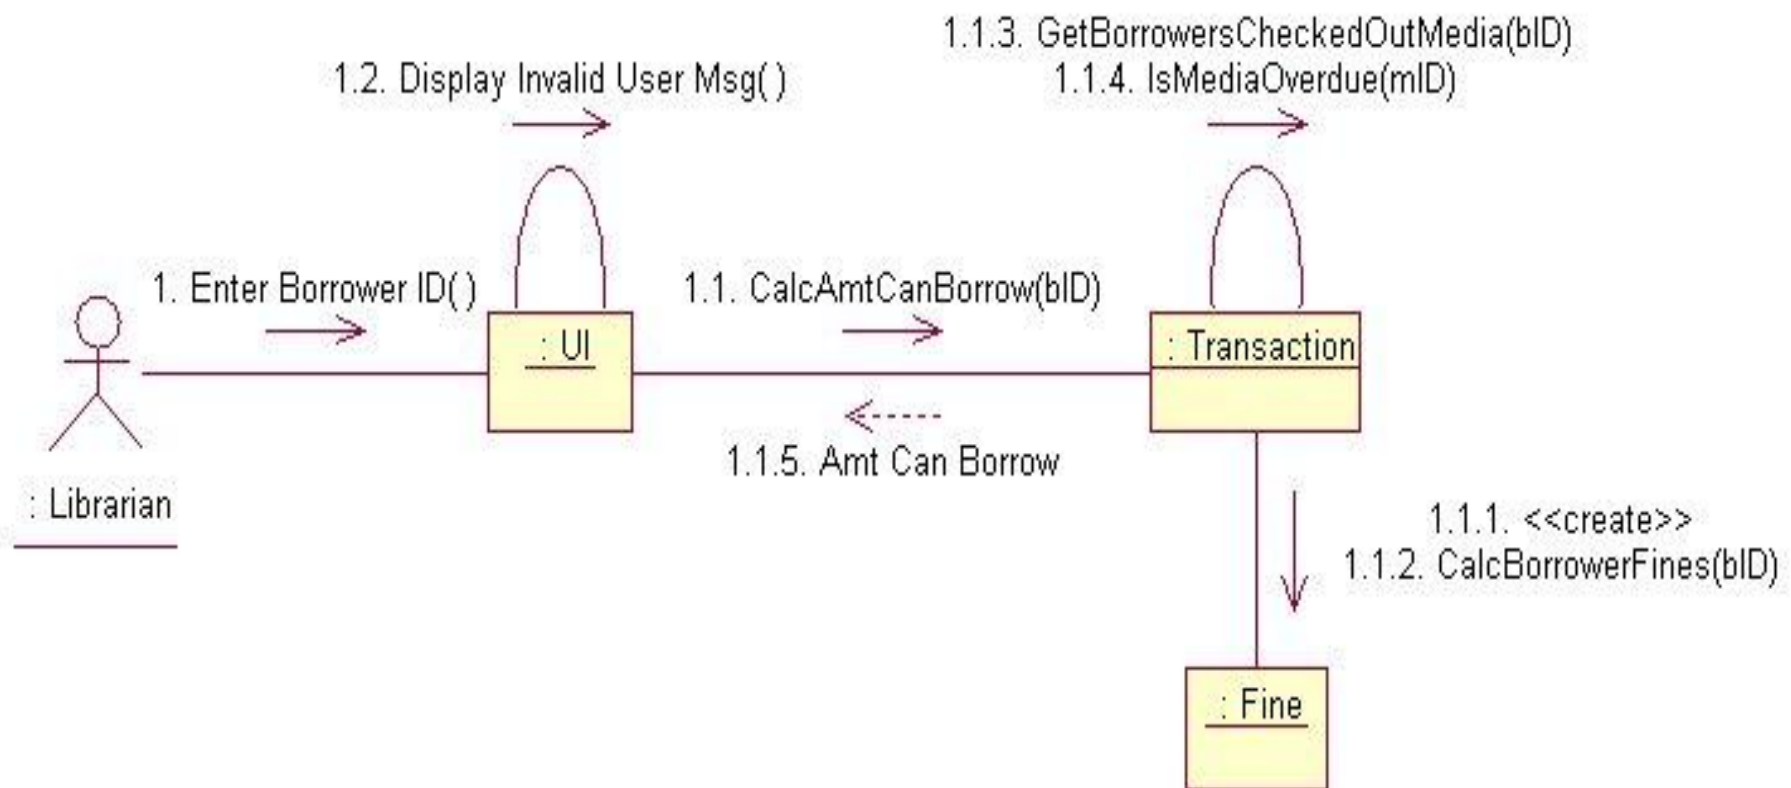 1.1.3. GetBorrowersCheckedOutMedia(bID)
1.2. Display Invalid User Msg( )
1.1.4. IsMediaOverdue(mID)
1. Enter Borrower ID( )
1.1. CalcAmtCanBorrow(bID)
: UI
: Transaction
1.1.5. Amt Can Borrow
: Librarian
1.1.1. <<create>>
1.1.2. CalcBorrowerFines(bID)
: Fine